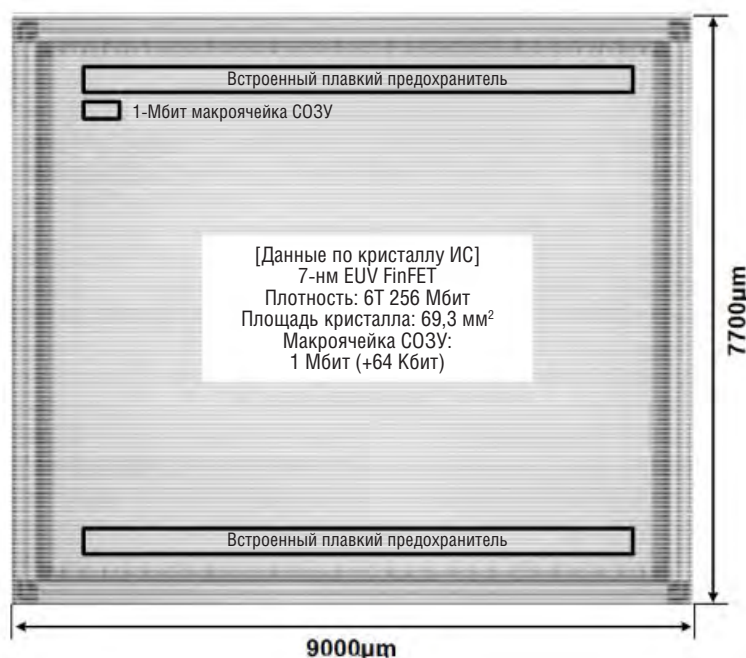 Встроенный плавкий предохранитель
1-Мбит макроячейка СОЗУ
[Данные по кристаллу ИС]
7-нм EUV FinFET
Плотность: 6Т 256 Мбит
Площадь кристалла: 69,3 мм²
Макроячейка СОЗУ:
1 Мбит (+64 Кбит)
7700µm
Встроенный плавкий предохранитель
9000µm